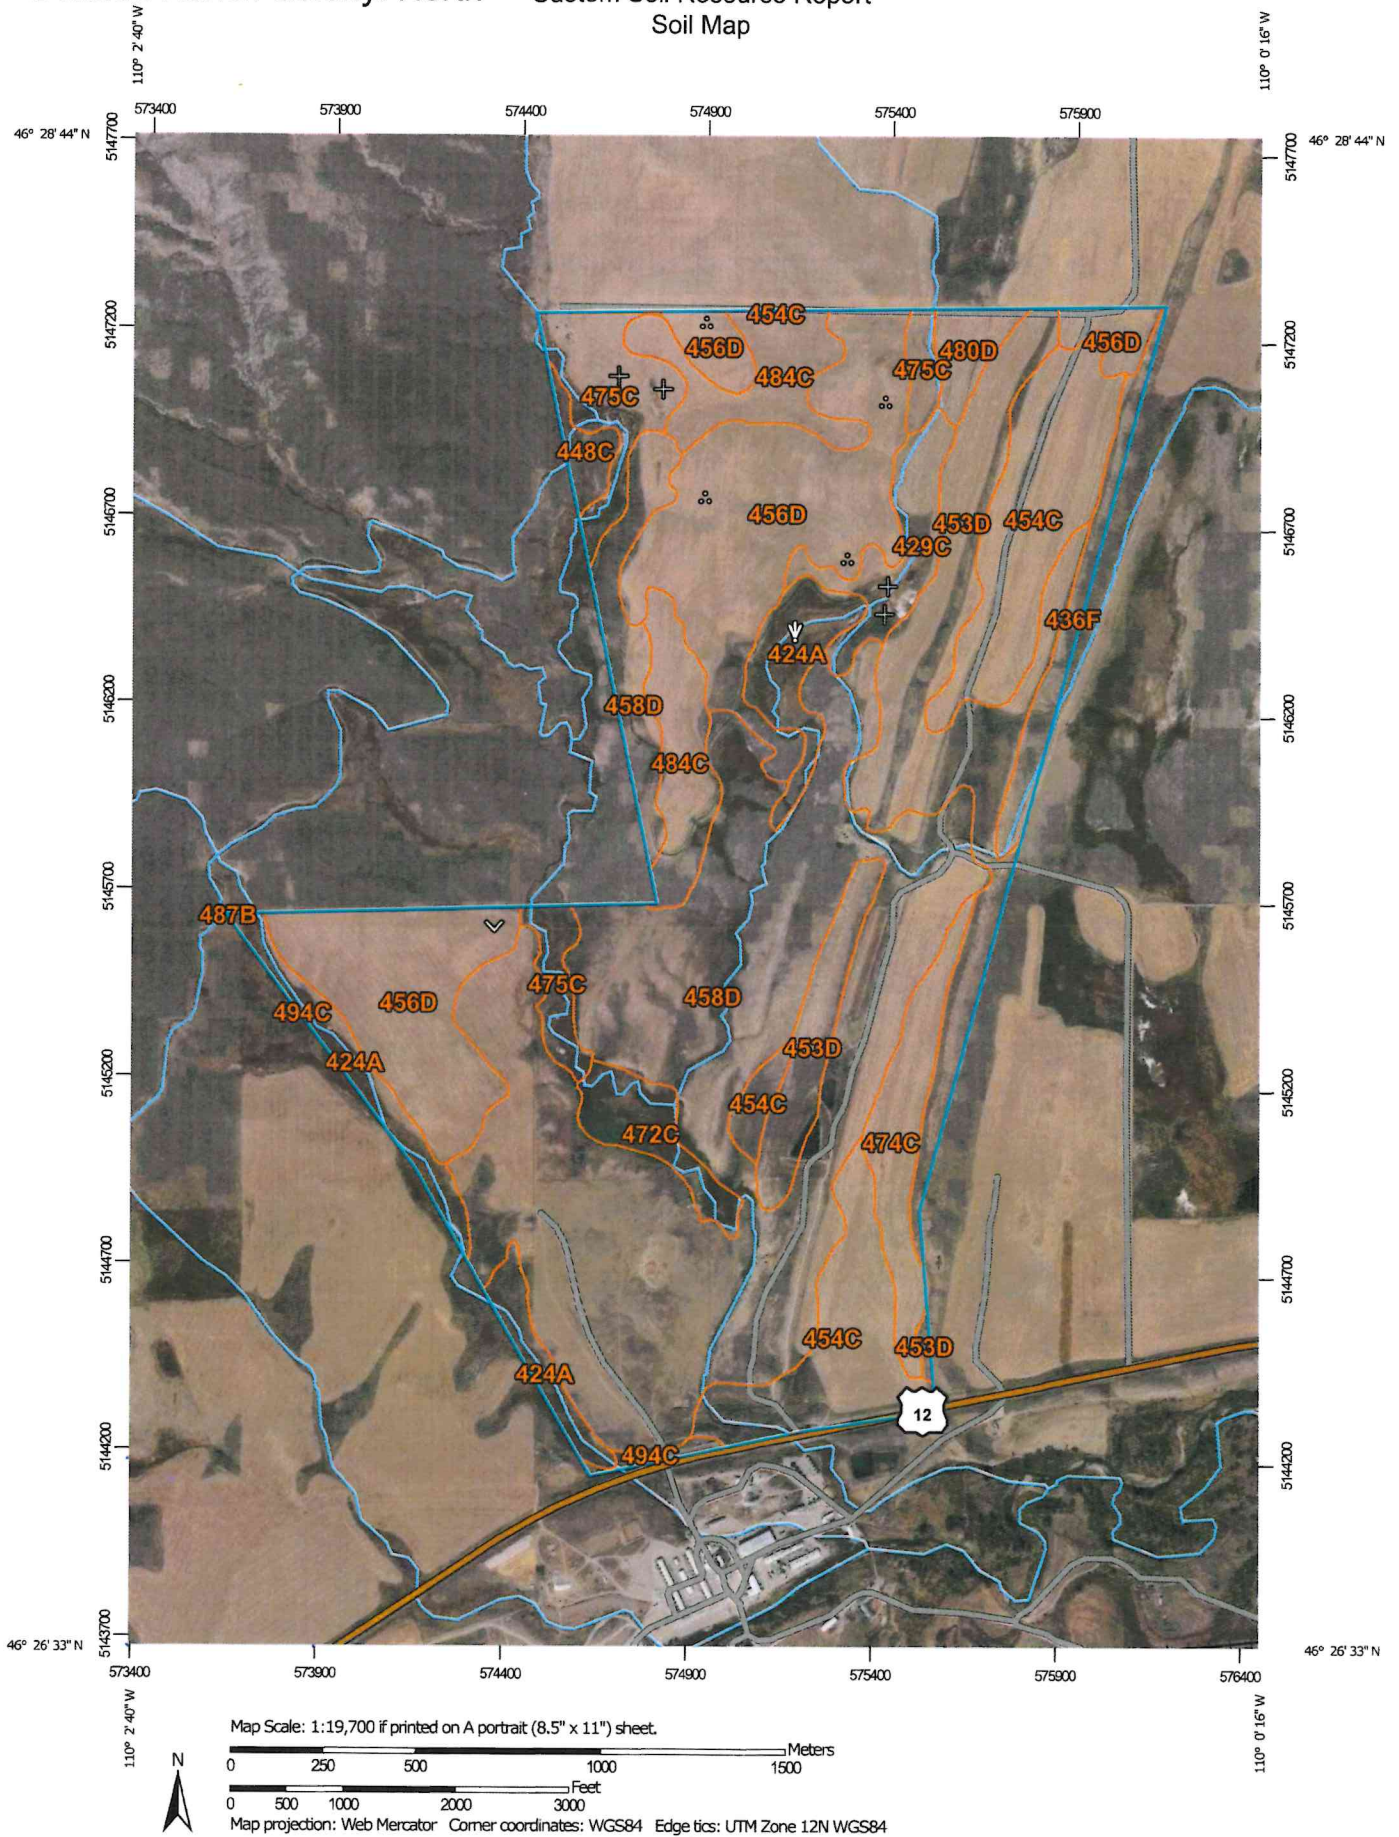 Custom Soil Resource Report
Soil Map
110° 2' 40" W
110° 0' 16" W
573400 573900 574400 574900 575400 575900
46° 28' 44" N
46° 28' 44" N
5147700
5147700
454C
5147200
5147200
456D
480D
456D
475C
484C
475C
448C
5146700
5146700
456D
453D
454C
429C
436F
424A
5146200
5146200
458D
484C
5145700
5145700
487B
475C
458D
456D
494C
453D
424A
5145200
5145200
454C
472C
474C
5144700
5144700
454C
453D
424A
12
5144200
5144200
494C
5143700
46° 26' 33" N
46° 26' 33" N
573400 573900 574400 574900 575400 575900 576400
110° 2' 40" W
110° 0' 16" W
Map Scale: 1:19,700 if printed on A portrait (8.5" x 11") sheet.
N
Meters
0 250 500 1000 1500
Feet
0 500 1000 2000 3000
Map projection: Web Mercator Corner coordinates: WGS84 Edge tics: UTM Zone 12N WGS84